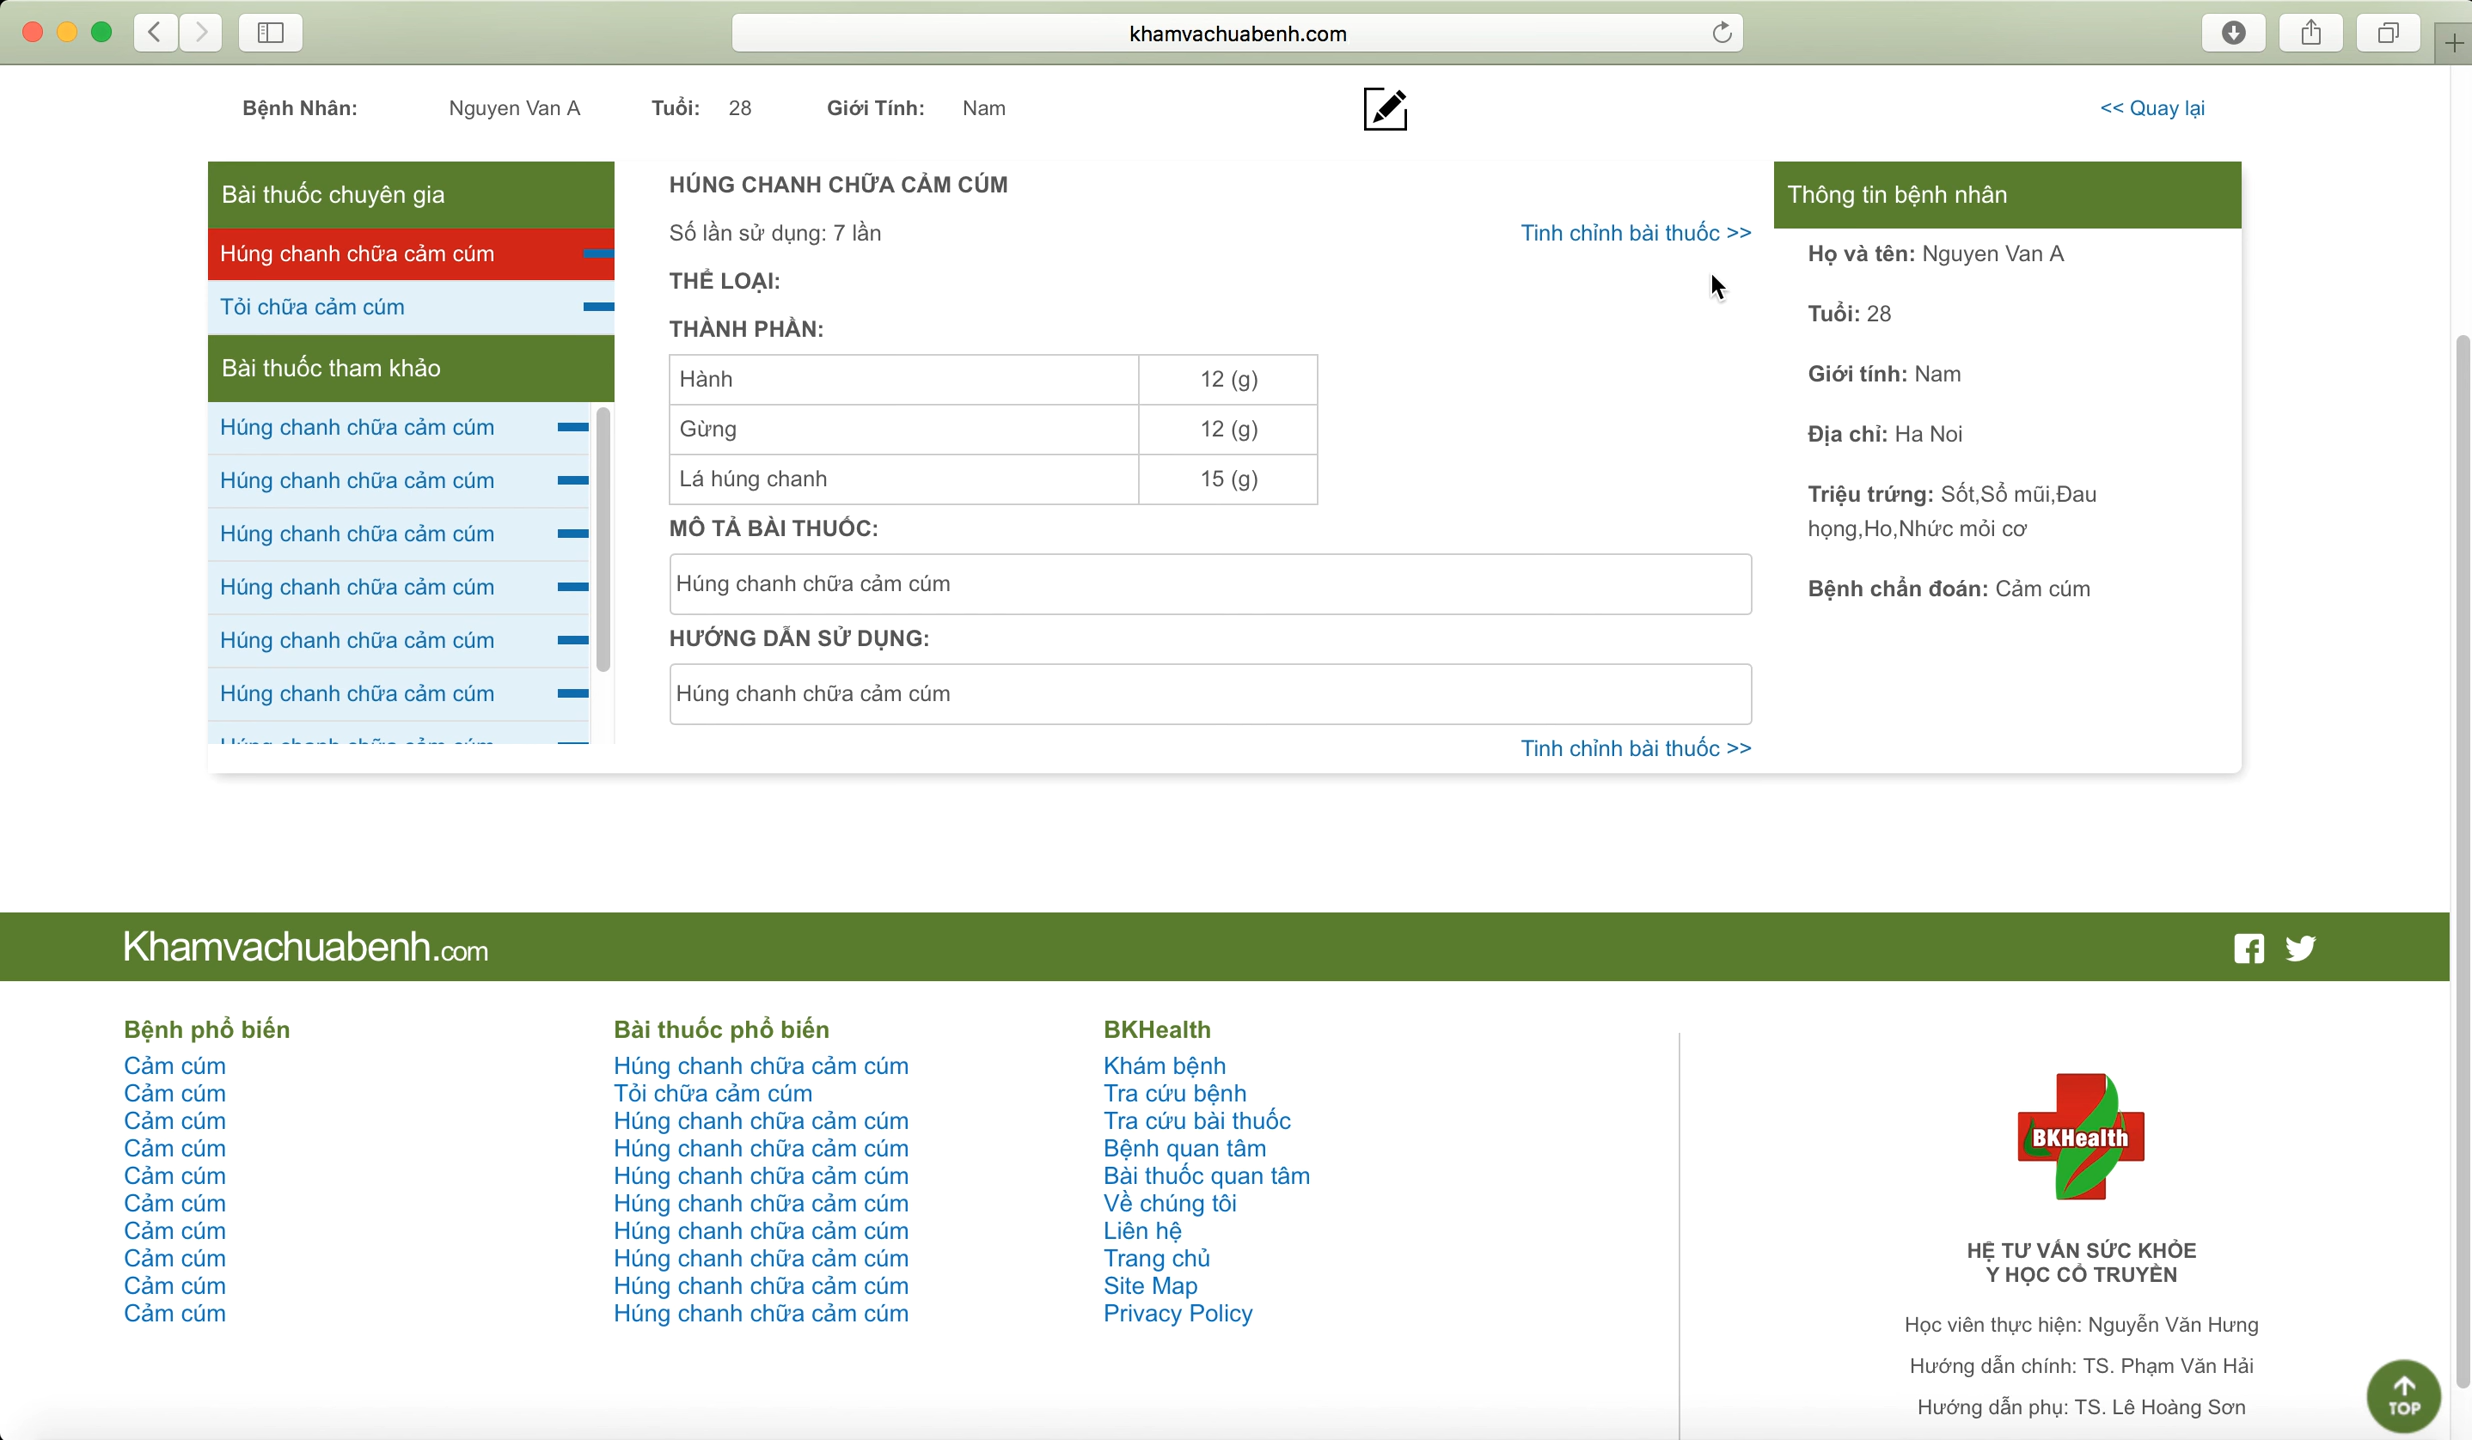 khamvachuabenh.com
Bệnh Nhân: Nguyen Van A Tuổi: 28 Giới Tính: Nam << Quay lại
Bài thuốc chuyên gia
Húng chanh chữa cảm cúm
Tỏi chữa cảm cúm
Bài thuốc tham khảo
Húng chanh chữa cảm cúm
Húng chanh chữa cảm cúm
Húng chanh chữa cảm cúm
Húng chanh chữa cảm cúm
Húng chanh chữa cảm cúm
Húng chanh chữa cảm cúm
HÚNG CHANH CHỮA CẢM CÚM
Số lần sử dụng: 7 lần
Tinh chỉnh bài thuốc >>
THỂ LOẠI:
THÀNH PHẦN:
Hành 12 (g)
Gừng 12 (g)
Lá húng chanh 15 (g)
MÔ TẢ BÀI THUỐC:
Húng chanh chữa cảm cúm
HƯỚNG DẪN SỬ DỤNG:
Húng chanh chữa cảm cúm
Tinh chỉnh bài thuốc >>
Thông tin bệnh nhân
Họ và tên: Nguyen Van A
Tuổi: 28
Giới tính: Nam
Địa chỉ: Ha Noi
Triệu trứng: Sốt,Sổ mũi,Đau
họng,Ho,Nhức mỏi cơ
Bệnh chẩn đoán: Cảm cúm
Khamvachuabenh.com
Bệnh phổ biến
Cảm cúm
Cảm cúm
Cảm cúm
Cảm cúm
Cảm cúm
Cảm cúm
Cảm cúm
Cảm cúm
Cảm cúm
Cảm cúm
Bài thuốc phổ biến
Húng chanh chữa cảm cúm
Tỏi chữa cảm cúm
Húng chanh chữa cảm cúm
Húng chanh chữa cảm cúm
Húng chanh chữa cảm cúm
Húng chanh chữa cảm cúm
Húng chanh chữa cảm cúm
Húng chanh chữa cảm cúm
Húng chanh chữa cảm cúm
Húng chanh chữa cảm cúm
BKHealth
Khám bệnh
Tra cứu bệnh
Tra cứu bài thuốc
Bệnh quan tâm
Bài thuốc quan tâm
Về chúng tôi
Liên hệ
Trang chủ
Site Map
Privacy Policy
BKHealth
HỆ TƯ VẤN SỨC KHỎE
Y HỌC CỔ TRUYỀN
Học viên thực hiện: Nguyễn Văn Hưng
Hướng dẫn chính: TS. Phạm Văn Hải
Hướng dẫn phụ: TS. Lê Hoàng Sơn
TOP